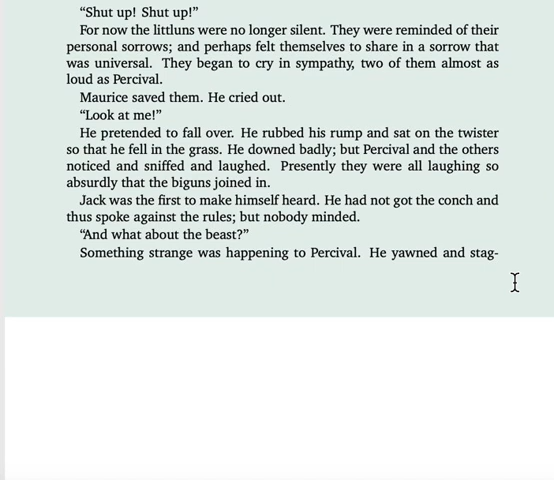 “Shut up! Shut up!”
For now the littluns were no longer silent. They were reminded of their
personal sorrows; and perhaps felt themselves to share in a sorrow that
was universal. They began to cry in sympathy, two of them almost as
loud as Percival.
Maurice saved them. He cried out.
“Look at me!”
He pretended to fall over. He rubbed his rump and sat on the twister
so that he fell in the grass. He downed badly; but Percival and the others
noticed and sniffed and laughed. Presently they were all laughing so
absurdly that the biguns joined in.
Jack was the first to make himself heard. He had not got the conch and
thus spoke against the rules; but nobody minded.
“And what about the beast?”
Something strange was happening to Percival. He yawned and stag-